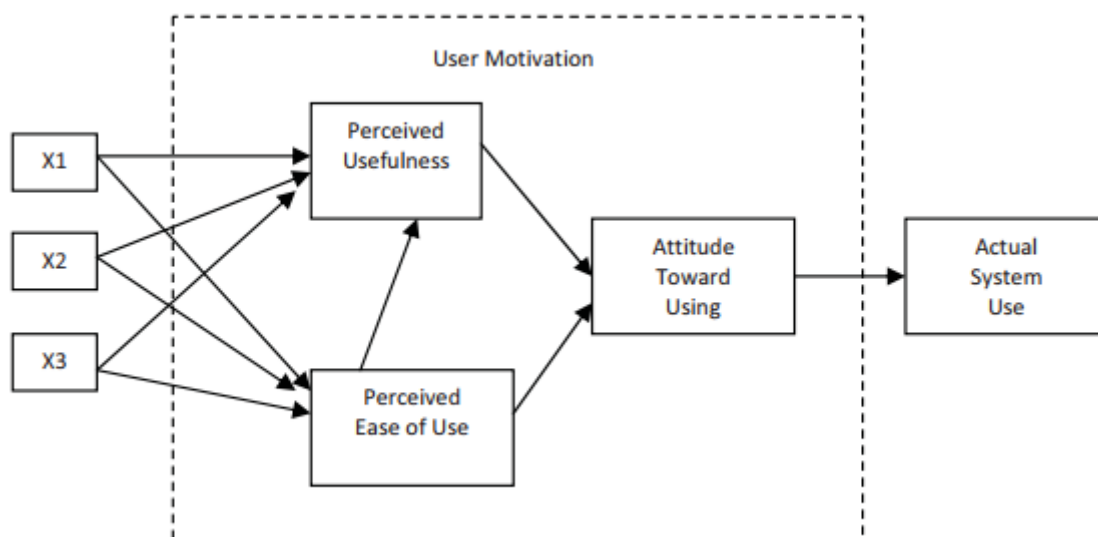 User Motivation
X1
X2
X3
Perceived
Usefulness
Perceived
Ease of Use
Attitude
Toward
Using
Actual
System
Use